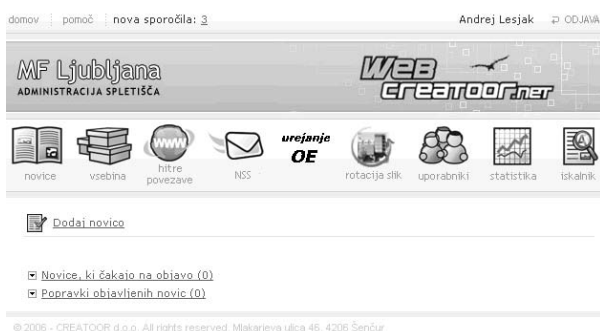 domov pomoč nova sporočila: 3 Andrej Lesjak ODJAVA
MF Ljubljana
ADMINISTRACIJA SPLETIŠČA
WeB
creatoor.net
novice
vsebina
www
hitre
povezave
NSS
urejanje
OE
rotacija slik
uporabniki
statistika
iskalnik
Dodaj novico
Novice, ki čakajo na objavo (0)
Popravki objavljenih novic (0)
© 2006 - CREATOOR d.o.o. All rights reserved. Mlakarjeva ulica 46, 4208 Šenčur